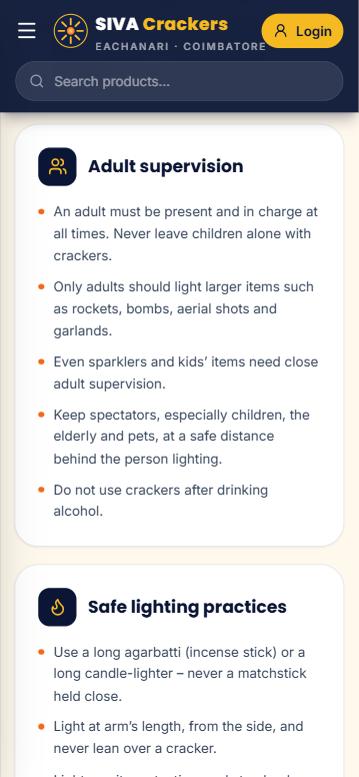 SIVA Crackers
EACHANARI · COIMBATORE
Login
Search products...
Adult supervision
An adult must be present and in charge at
all times. Never leave children alone with
crackers.
Only adults should light larger items such
as rockets, bombs, aerial shots and
garlands.
Even sparklers and kids’ items need close
adult supervision.
Keep spectators, especially children, the
elderly and pets, at a safe distance
behind the person lighting.
Do not use crackers after drinking
alcohol.
Safe lighting practices
Use a long agarbatti (incense stick) or a
long candle-lighter – never a matchstick
held close.
Light at arm’s length, from the side, and
never lean over a cracker.